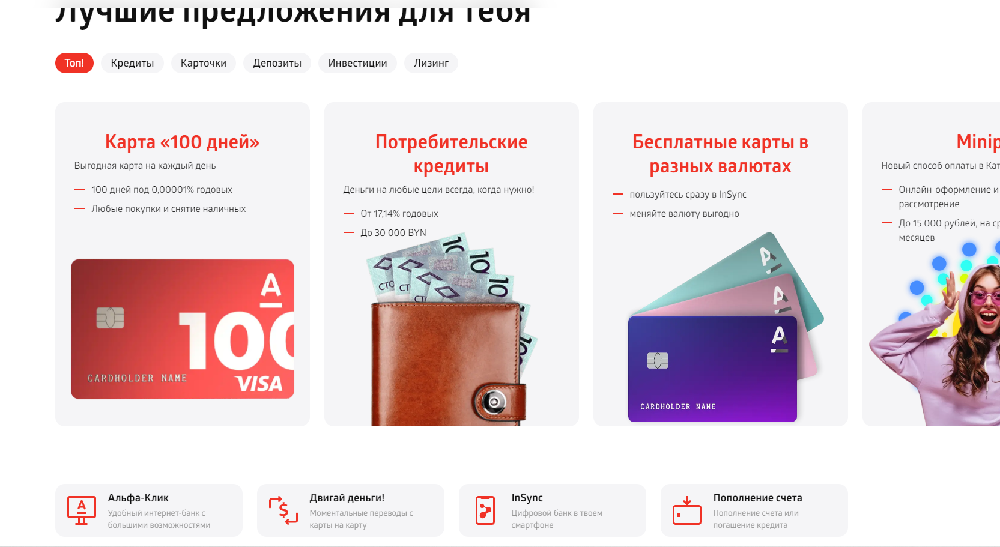 Лучшие предложения для тебя
Топ!
Кредиты
Карточки
Депозиты
Инвестиции
Лизинг
Карта «100 дней»
Выгодная карта на каждый день
100 дней под 0,00001% годовых
Любые покупки и снятие наличных
A
100
CARDHOLDER NAME
VISA
Потребительские
кредиты
Деньги на любые цели всегда, когда нужно!
От 17,14% годовых
До 30 000 BYN
Бесплатные карты в
разных валютах
пользуйтесь сразу в InSync
меняйте валюту выгодно
A
A
A
CARDHOLDER NAME
Новый способ оплаты в
Онлайн-оформление и
рассмотрение
До 15 000 рублей, на
месяцев
Альфа-Клик
Удобный интернет-банк с
большими возможностями
Двигай деньги!
Моментальные переводы с
карты на карту
InSync
Цифровой банк в твоем
смартфоне
Пополнение счета
Пополнение счета или
погашение кредита